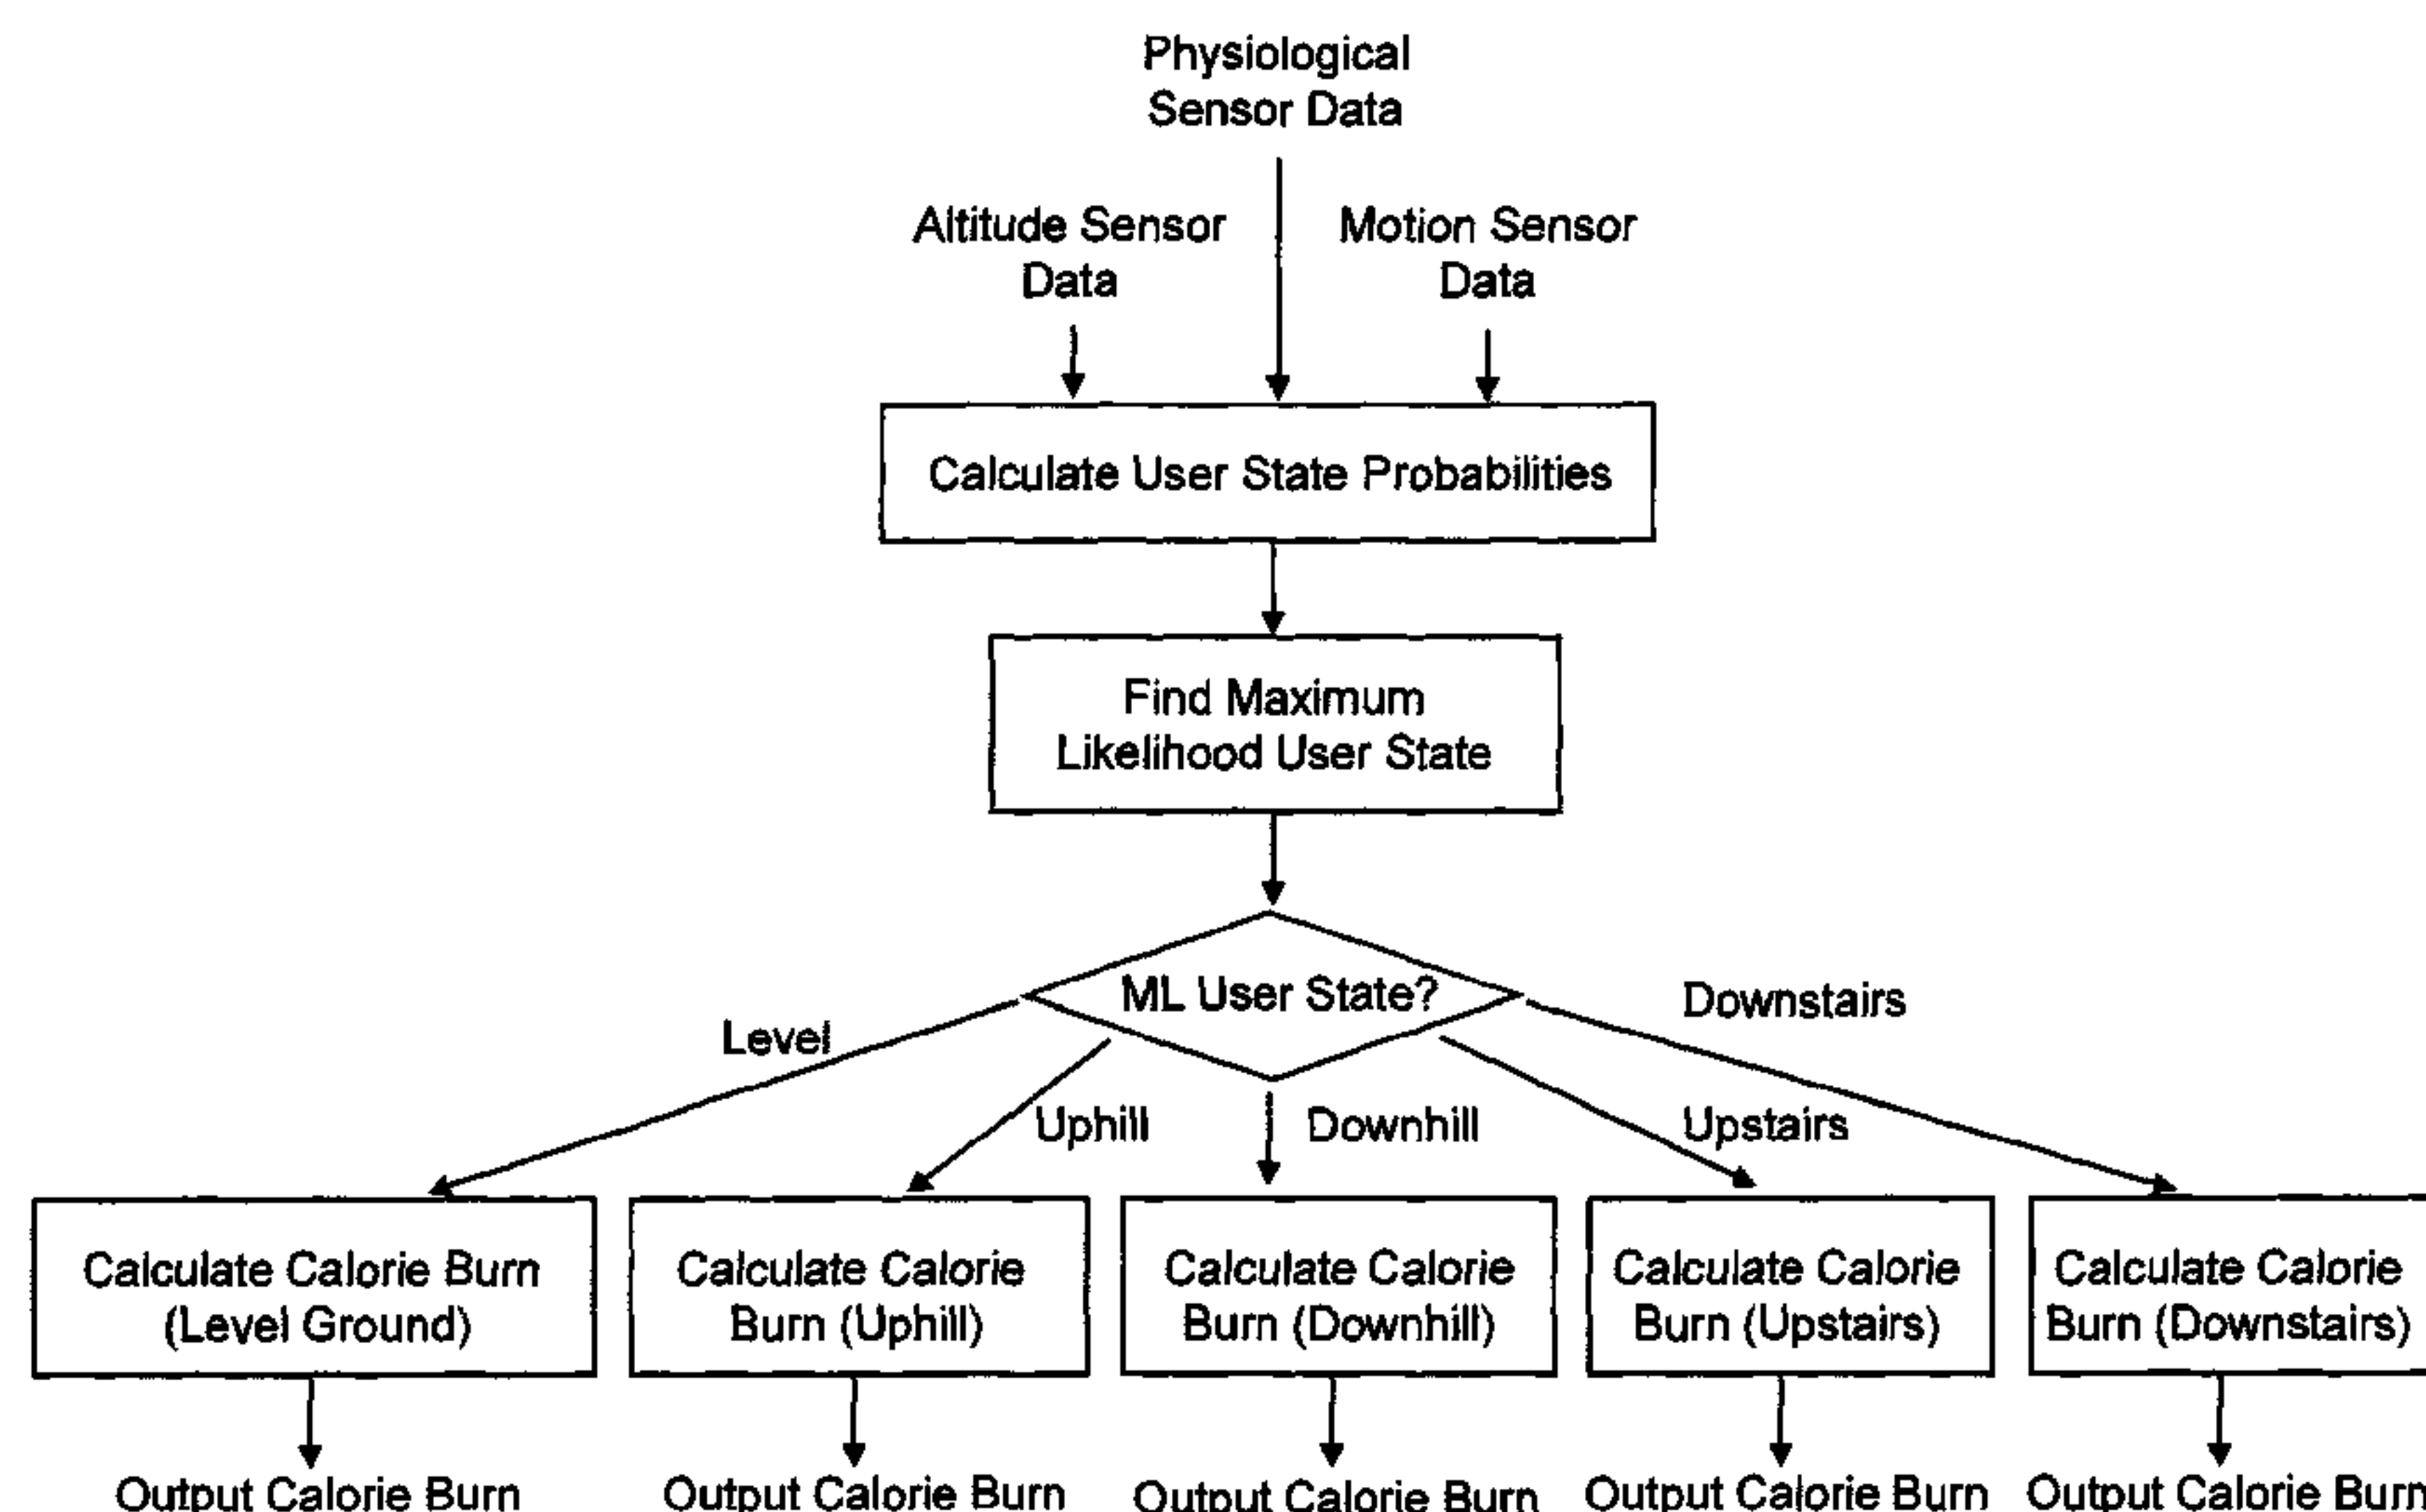 Physiological
Sensor Data
Altitude Sensor
Data
Motion Sensor
Data
Calculate User State Probabilities
Find Maximum
Likelihood User State
ML User State?
Level
Uphill
Downhill
Upstairs
Downstairs
Calculate Calorie Burn
(Level Ground)
Calculate Calorie
Burn (Uphill)
Calculate Calorie
Burn (Downhill)
Calculate Calorie
Burn (Upstairs)
Calculate Calorie
Burn (Downstairs)
Output Calorie Burn
Output Calorie Burn
Output Calorie Burn
Output Calorie Burn
Output Calorie Burn